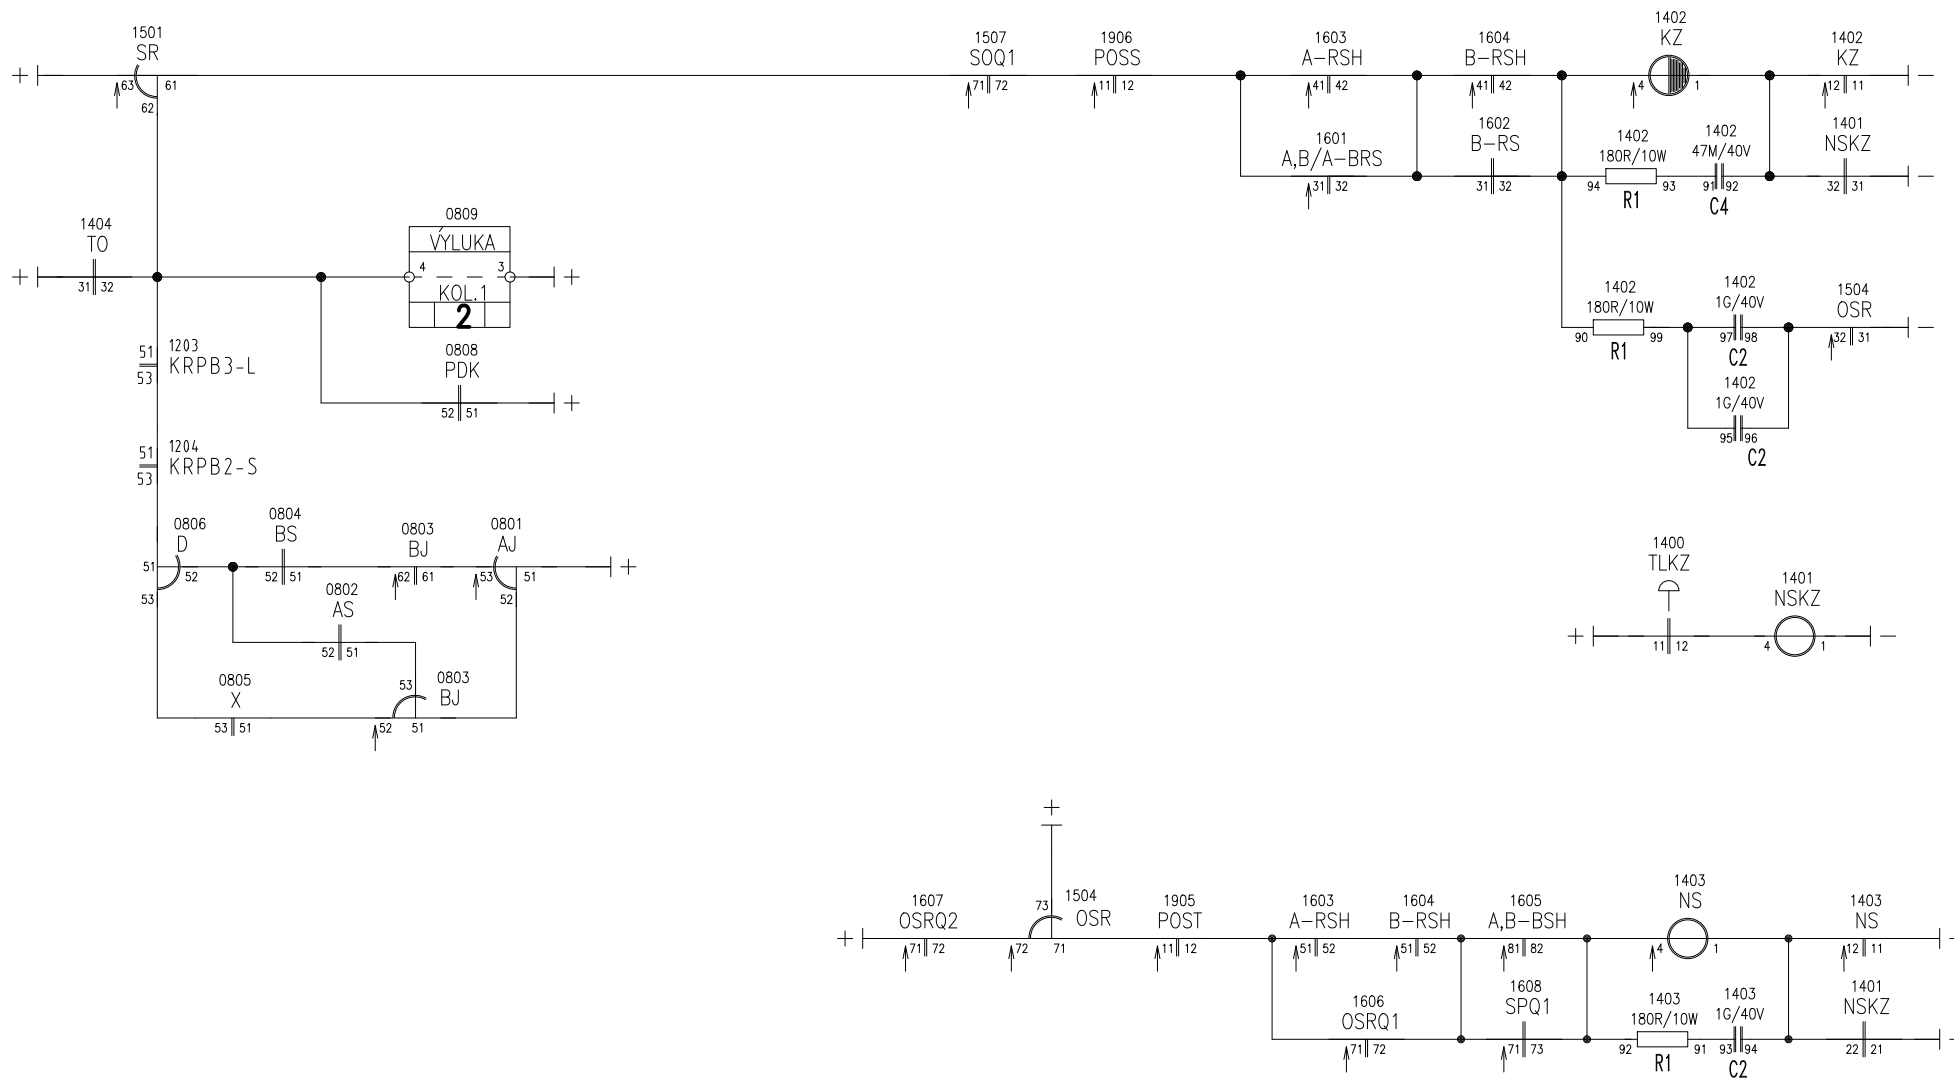 1501
SR
+
63
61
62
1507
SOQ1
71 72
1906
POSS
11 12
1603
A-RSH
41 42
1604
B-RSH
41 42
1402
KZ
4
1
1402
KZ
12 11
-
1601
A,B/A-BRS
31 32
1602
B-RS
31 32
1402
180R/10W
94
93
R1
1402
47M/40V
91 92
C4
1401
NSKZ
32 31
-
1404
TO
+
31 32
0809
VÝLUKA
4
3
+
KOL.1
2
0808
PDK
52 51
+
1402
180R/10W
90
99
R1
1402
1G/40V
97 98
C2
1402
1G/40V
95 96
C2
1504
OSR
32 31
-
51
53
1203
KRPB3-L
51
53
1204
KRPB2-S
0806
D
51
52
53
0804
BS
52 51
0803
BJ
62 61
0801
AJ
53
51
52
+
0802
AS
52 51
0805
X
53 51
53
0803
BJ
52
51
1400
TLKZ
+
11 12
1401
NSKZ
4
1
-
+
73
1504
OSR
72
71
1607
OSRQ2
+
71 72
1905
POST
11 12
1603
A-RSH
51 52
1604
B-RSH
51 52
1605
A,B-BSH
81 82
1403
NS
4
1
1403
NS
12 11
-
1606
OSRQ1
71 72
1608
SPQ1
71 73
1403
180R/10W
92
91
R1
1403
1G/40V
93 94
C2
1401
NSKZ
22 21
-